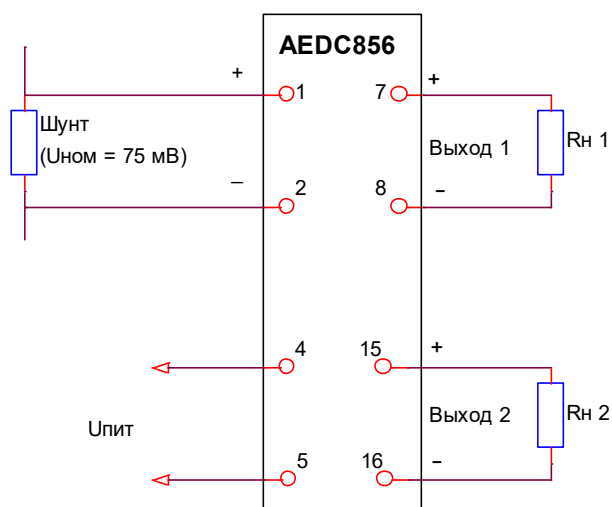 AEDC856
+
1
7
+
Шунт
(Uном = 75 мВ)
Выход 1
Rн 1
–
2
8
–
4
15
+
Uпит
Выход 2
Rн 2
5
16
–